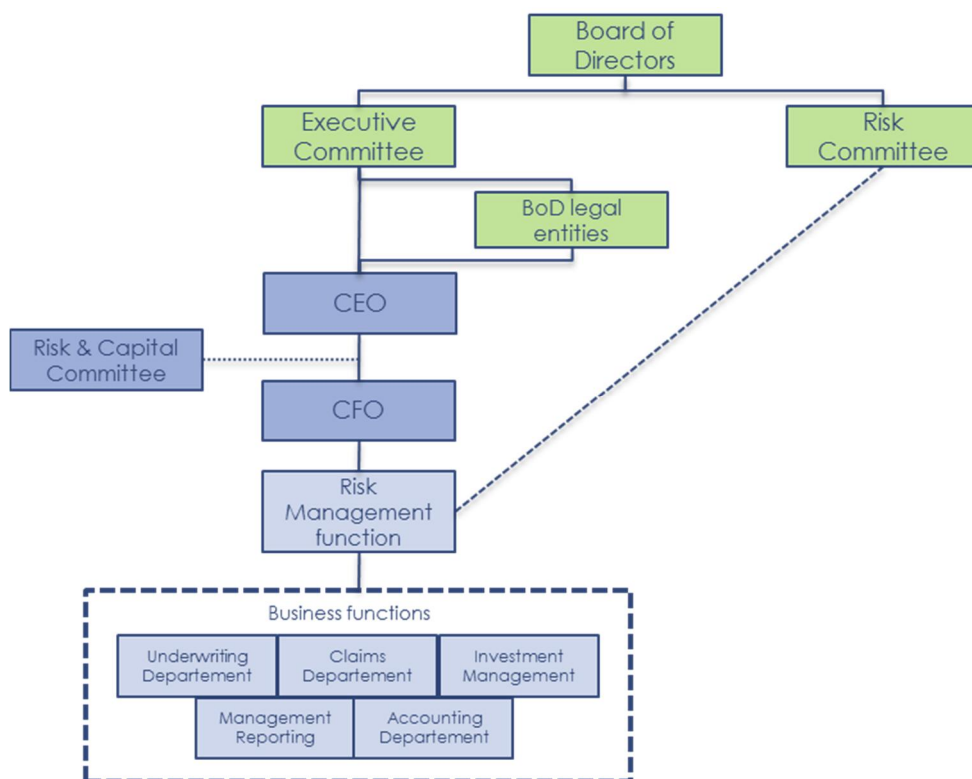 Board of
Directors
Executive
Committee
Risk
Committee
BoD legal
entities
CEO
Risk & Capital
Committee
CFO
Risk
Management
function
Business functions
Underwriting
Departement
Claims
Departement
Investment
Management
Management
Reporting
Accounting
Departement